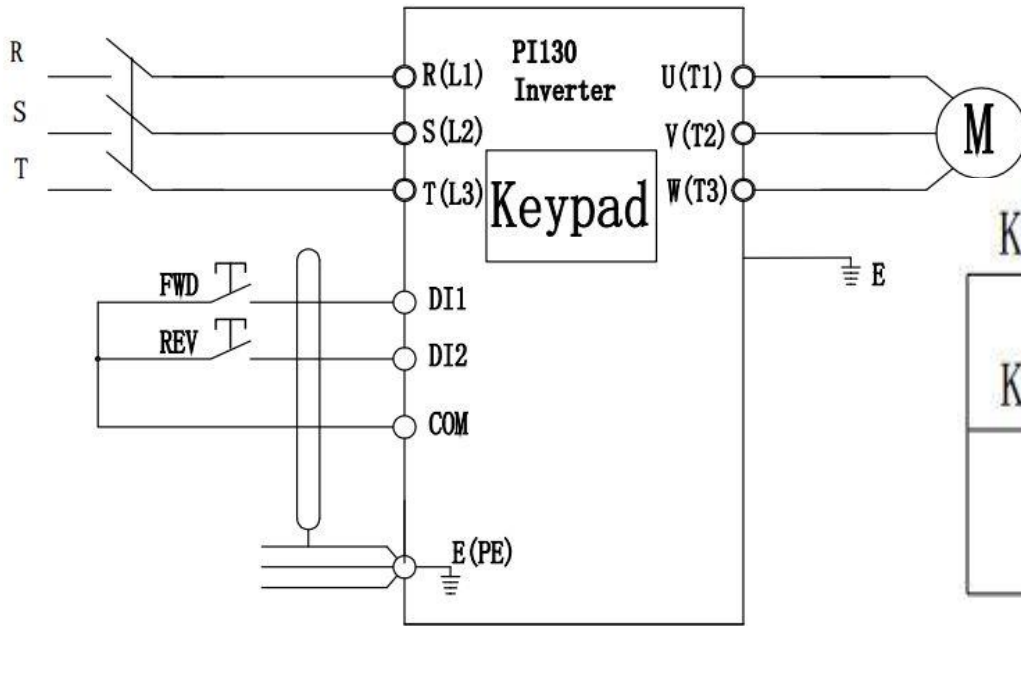 R
S
T
R(L1)
S(L2)
T(L3)
PI130
Inverter
Keypad
U(T1)
V(T2)
W(T3)
M
E
K
K
FWD
REV
DI1
DI2
COM
E(PE)